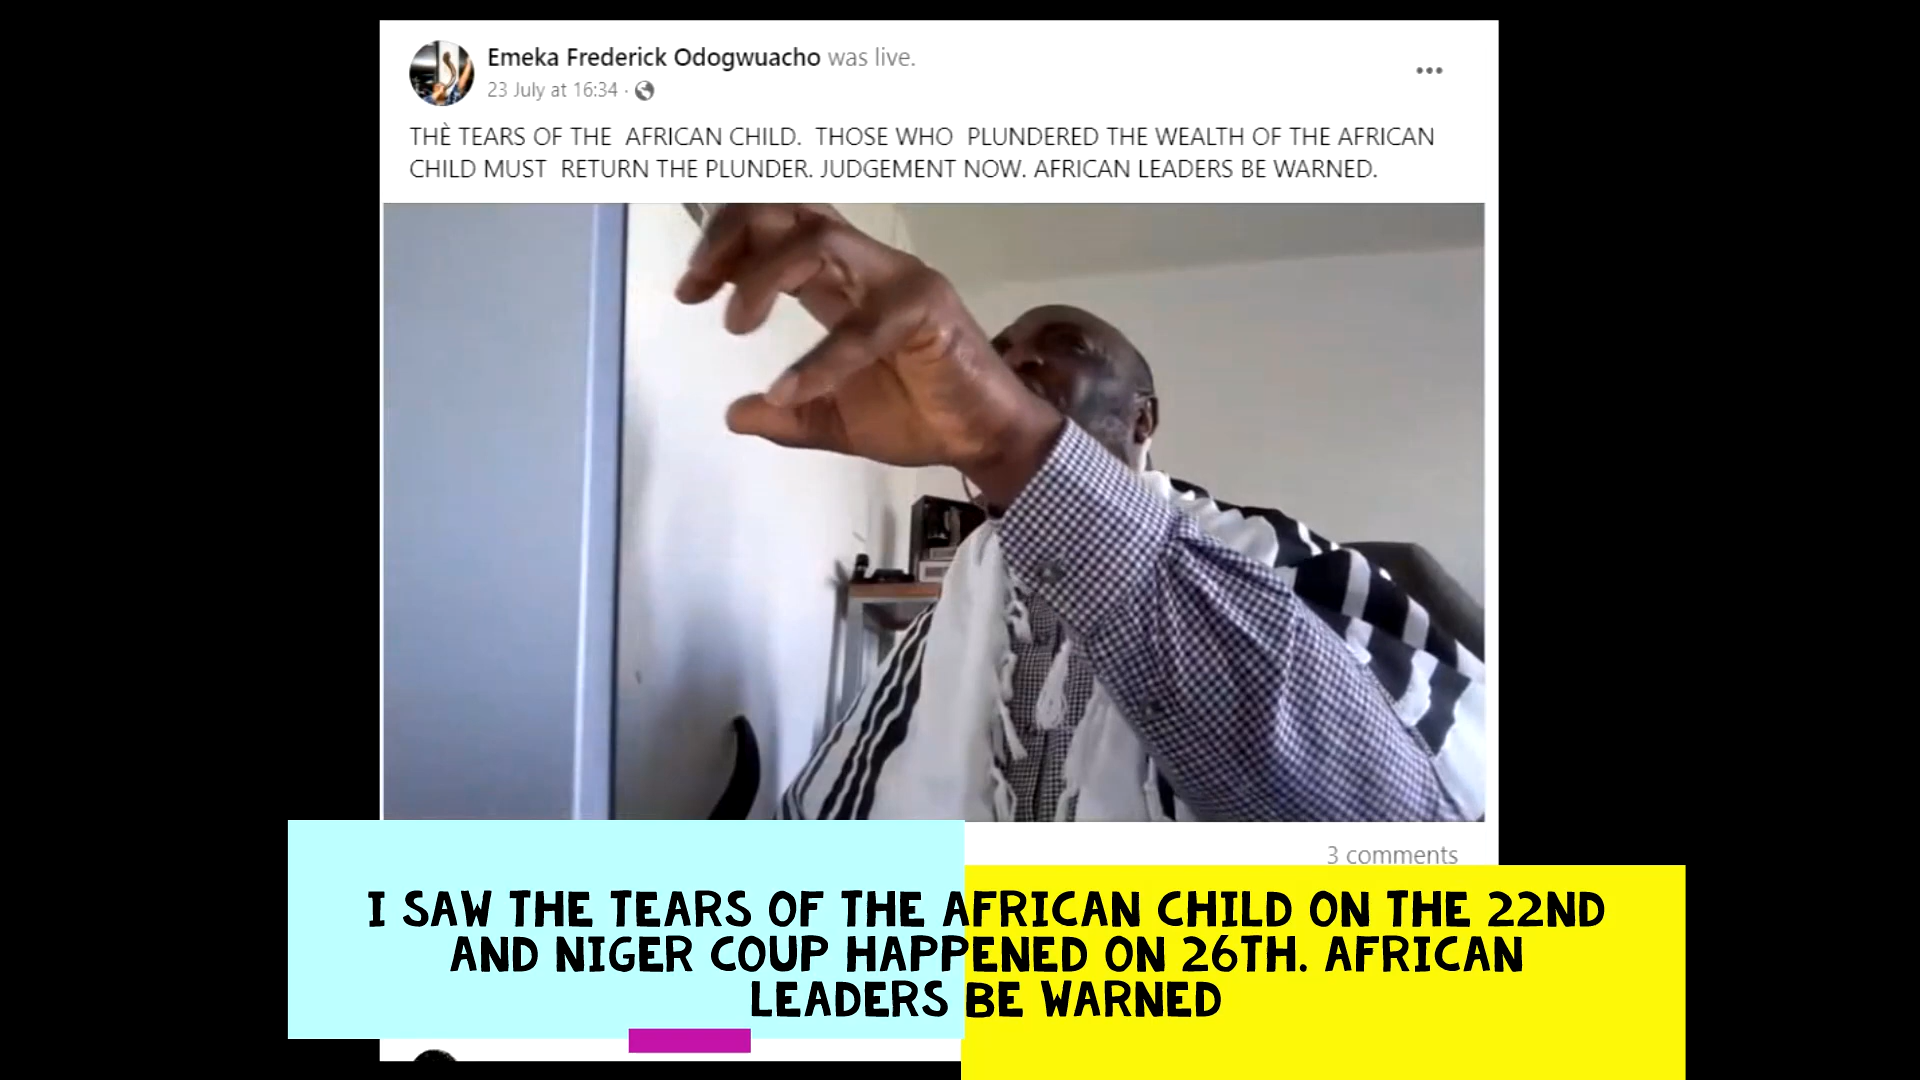 Emeka Frederick Odogwuacho was live.
23 July at 16:34 ·
THÈ TEARS OF THE AFRICAN CHILD. THOSE WHO PLUNDERED THE WEALTH OF THE AFRICAN
CHILD MUST RETURN THE PLUNDER. JUDGEMENT NOW. AFRICAN LEADERS BE WARNED.
3 comments
I SAW THE TEARS OF THE AFRICAN CHILD ON THE 22ND
AND NIGER COUP HAPPENED ON 26TH. AFRICAN
LEADERS BE WARNED